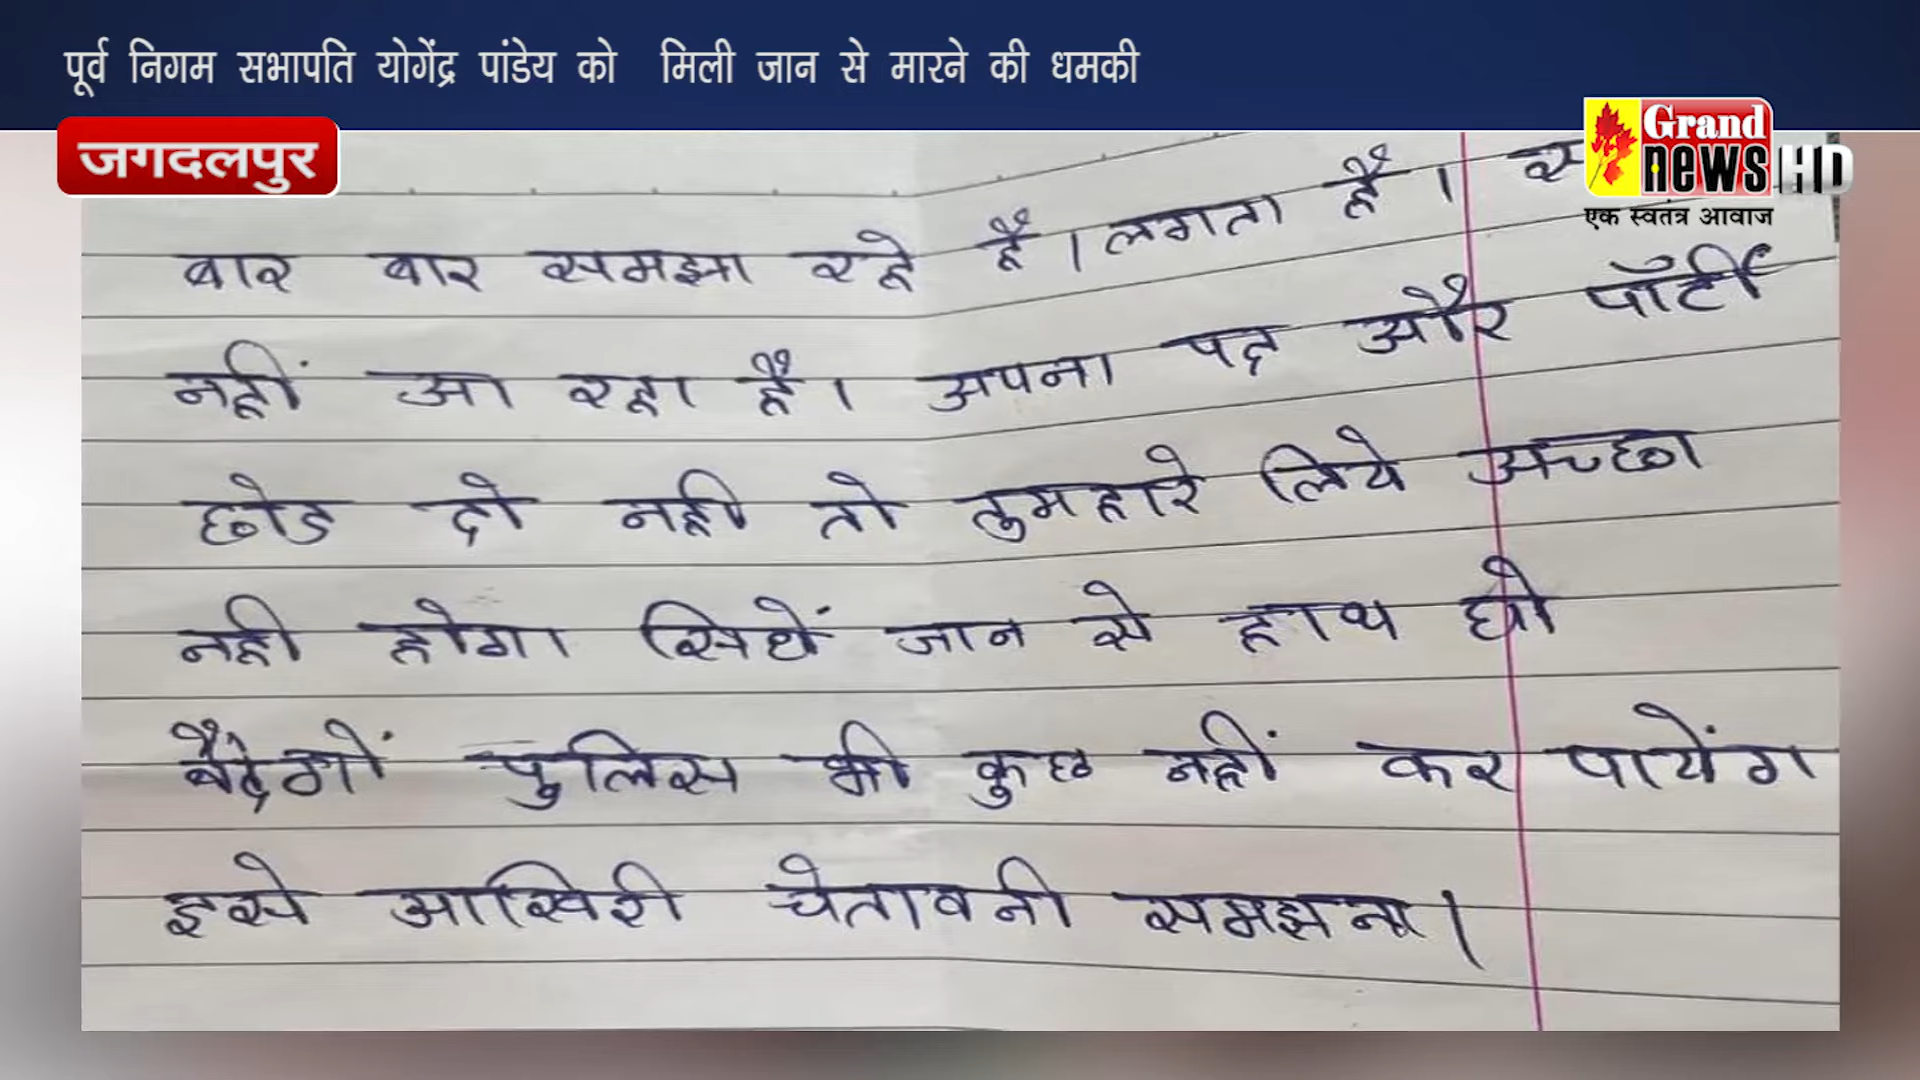 पूर्व निगम सभापति योगेंद्र पांडेय को मिली जान से मारने की धमकी
जगदलपुर
Grand
news HD
एक स्वतंत्र आवाज
बार बार समझा रहे हैं। लगता है।
नहीं आ रहा हैं। अपना पद और पॉर्टी
छोड दो नही तो तुमहारे लिये अच्छा
नही होगा सिधें जान से हाथ धो
पुलिस भी कुछ नहीं कर पायेंग
इसे आखिरी चेतावनी समझना।